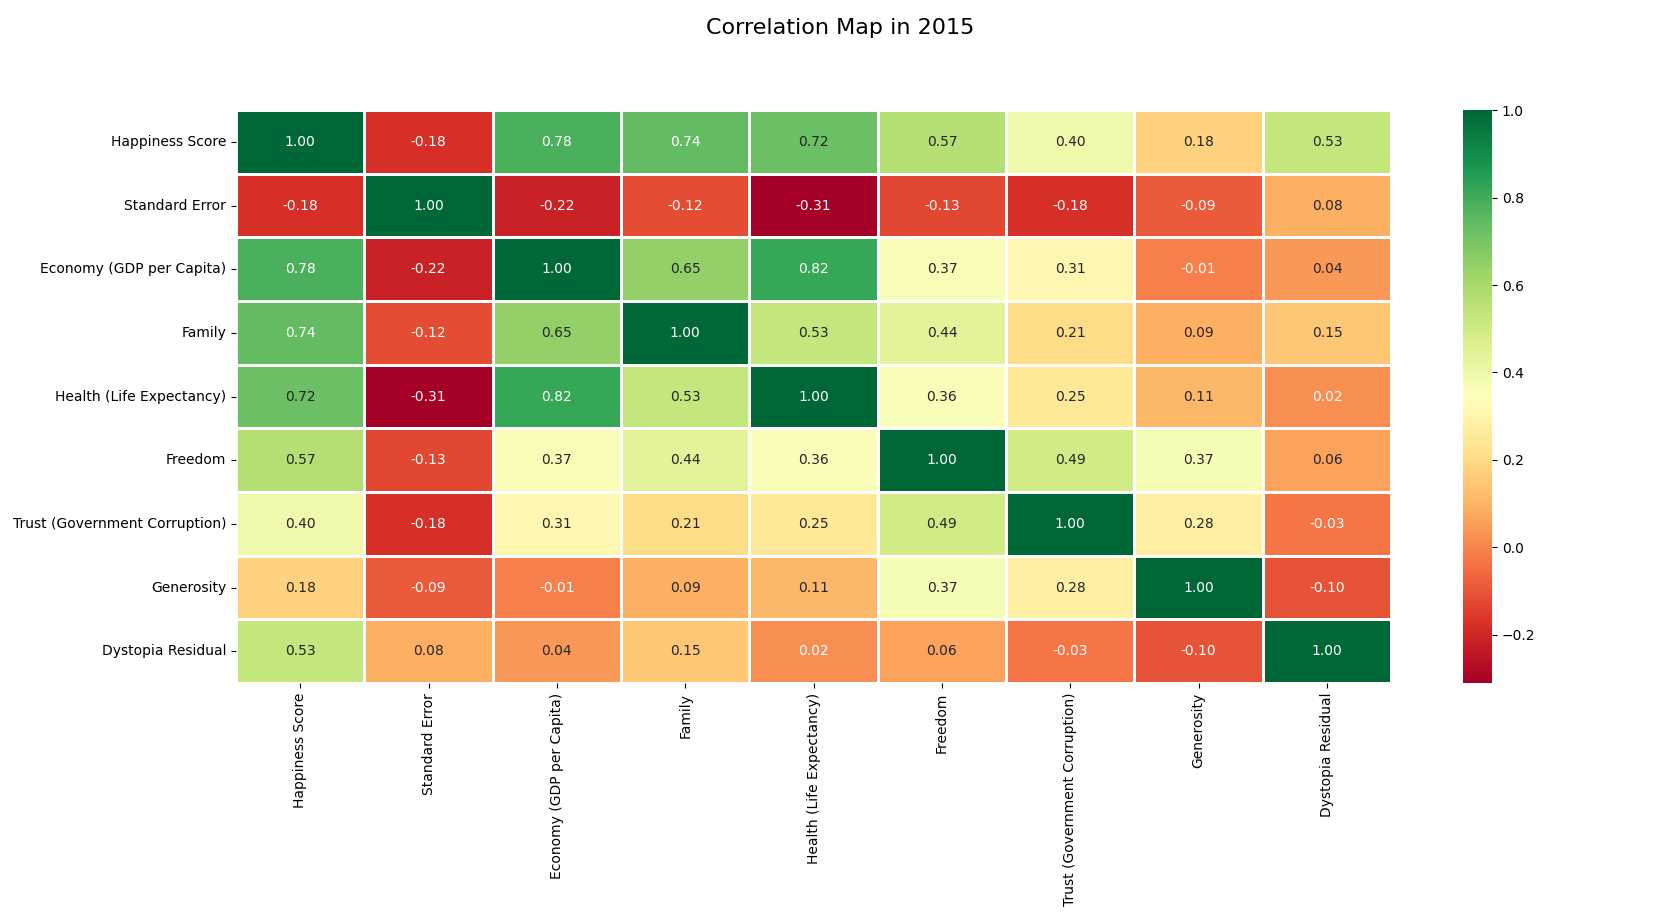 Correlation Map in 2015
Happiness Score 1.00 -0.18 0.78 0.74 0.72 0.57 0.40 0.18 0.53
Standard Error -0.18 1.00 -0.22 -0.12 -0.31 -0.13 -0.18 -0.09 0.08
Economy (GDP per Capita) 0.78 -0.22 1.00 0.65 0.82 0.37 0.31 -0.01 0.04
Family 0.74 -0.12 0.65 1.00 0.53 0.44 0.21 0.09 0.15
Health (Life Expectancy) 0.72 -0.31 0.82 0.53 1.00 0.36 0.25 0.11 0.02
Freedom 0.57 -0.13 0.37 0.44 0.36 1.00 0.49 0.37 0.06
Trust (Government Corruption) 0.40 -0.18 0.31 0.21 0.25 0.49 1.00 0.28 -0.03
Generosity 0.18 -0.09 -0.01 0.09 0.11 0.37 0.28 1.00 -0.10
Dystopia Residual 0.53 0.08 0.04 0.15 0.02 0.06 -0.03 -0.10 1.00
Happiness Score
Standard Error
Economy (GDP per Capita)
Family
Health (Life Expectancy)
Freedom
Trust (Government Corruption)
Generosity
Dystopia Residual
1.0
0.8
0.6
0.4
0.2
0.0
−0.2